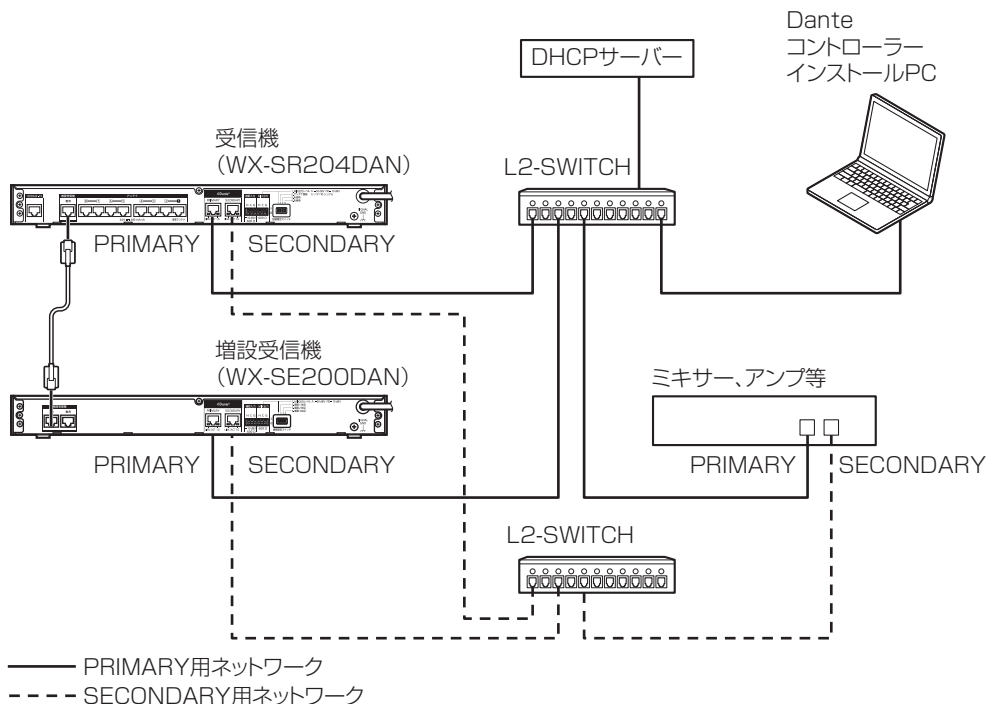 Dante
コントローラー
インストールPC
DHCPサーバー
受信機
（WX-SR204DAN）
L2-SWITCH
PRIMARY
SECONDARY
増設受信機
（WX-SE200DAN）
ミキサー、アンプ等
PRIMARY
SECONDARY
PRIMARY
SECONDARY
L2-SWITCH
PRIMARY用ネットワーク
SECONDARY用ネットワーク